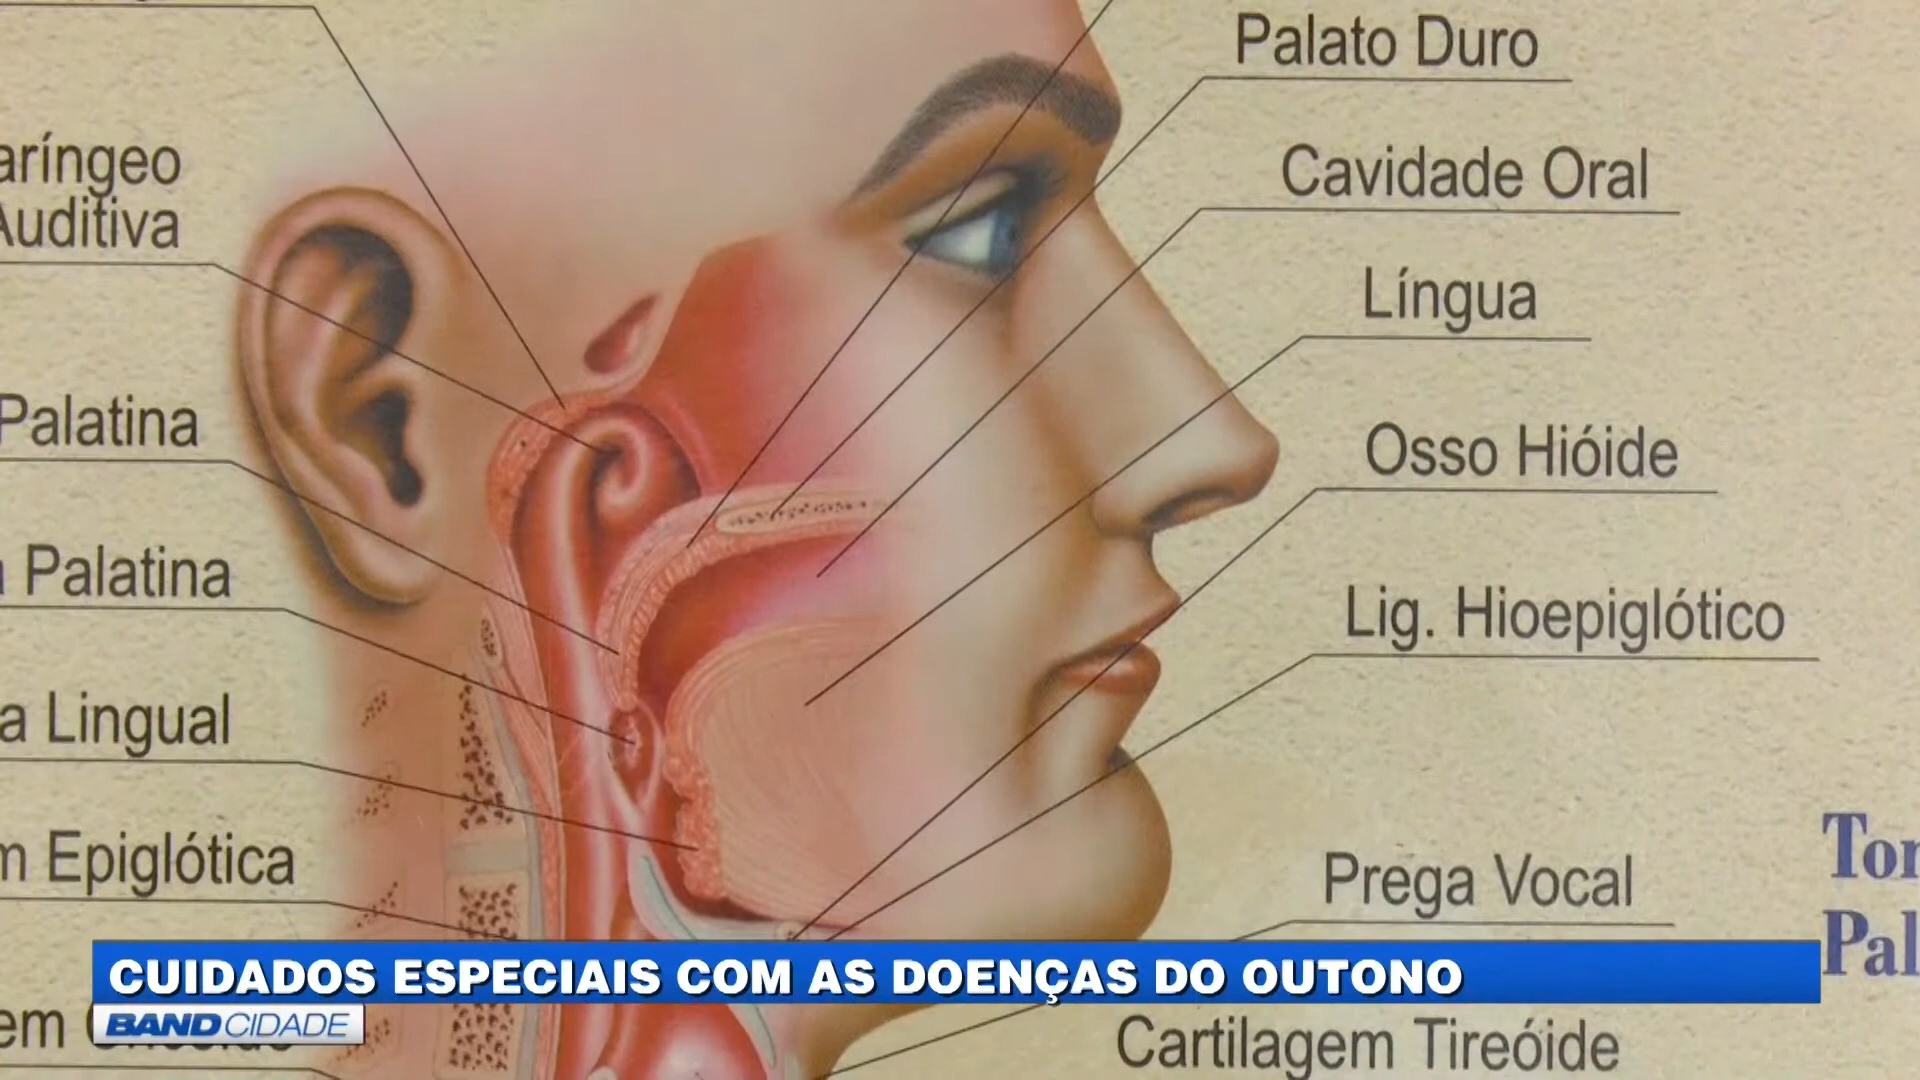 Palato Duro
aríngeo
Auditiva
Cavidade Oral
Língua
Palatina
Osso Hióide
Palatina
Lig. Hioepiglótico
a Lingual
m Epiglótica
Prega Vocal
Tor
Pal
CUIDADOS ESPECIAIS COM AS DOENÇAS DO OUTONO
em
BAND CIDADE
Cartilagem Tireóide